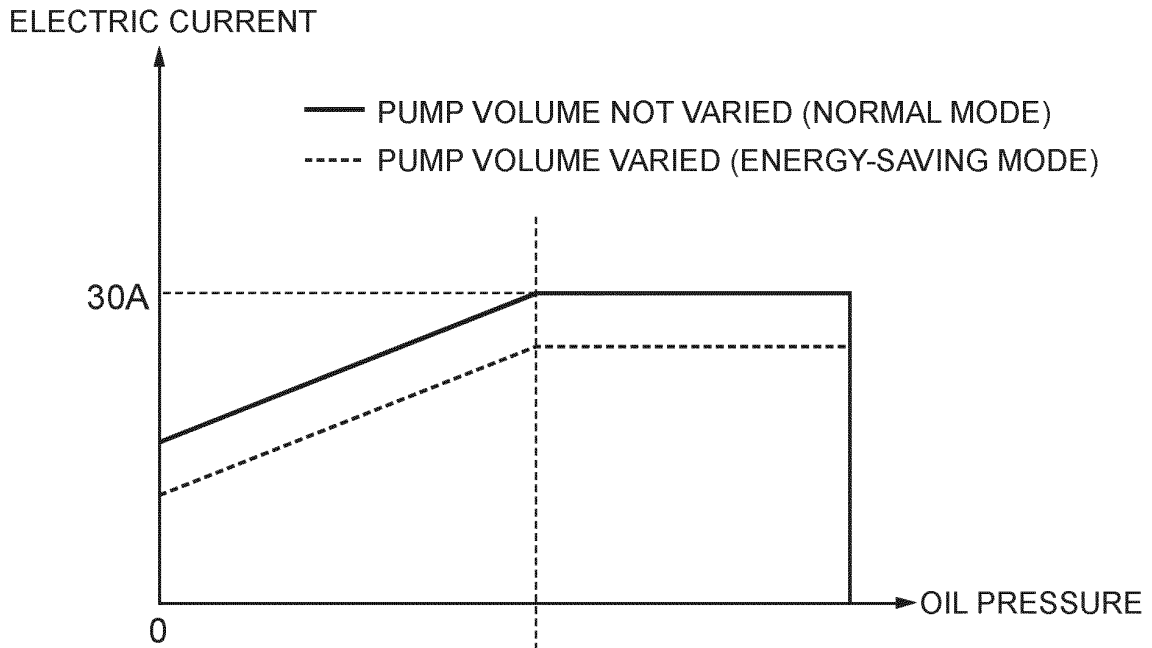 ELECTRIC CURRENT
PUMP VOLUME NOT VARIED (NORMAL MODE)
PUMP VOLUME VARIED (ENERGY-SAVING MODE)
30A
OIL PRESSURE
0